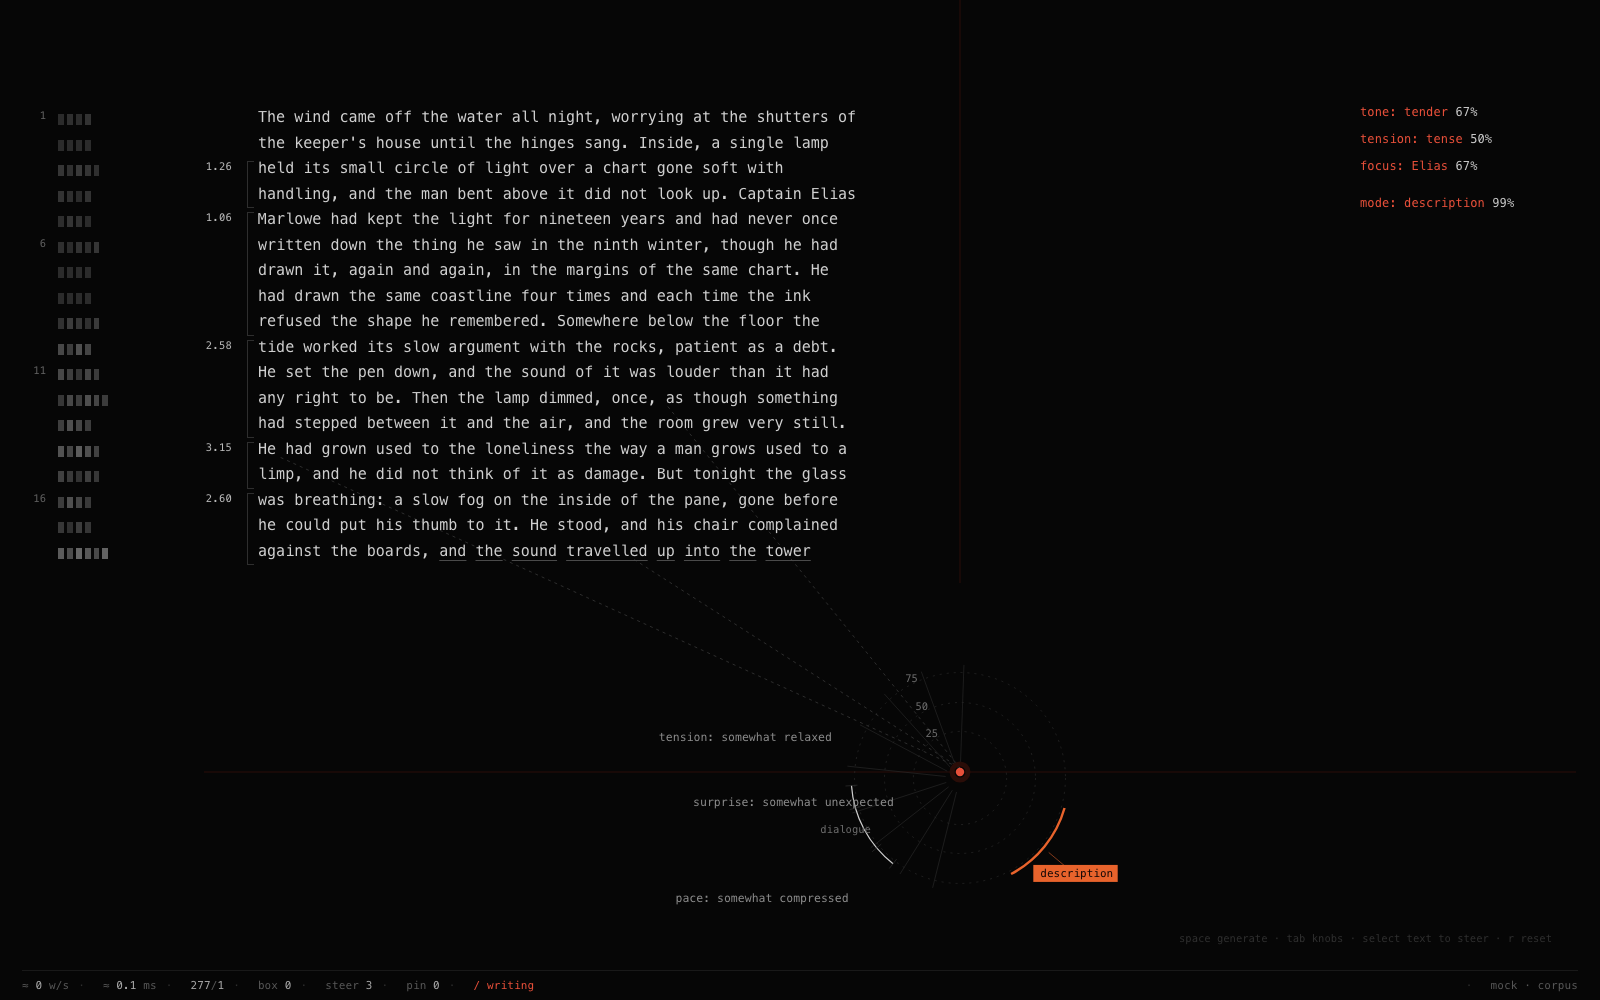 The wind came off the water all night, worrying at the shutters of
the keeper's house until the hinges sang. Inside, a single lamp
held its small circle of light over a chart gone soft with
handling, and the man bent above it did not look up. Captain Elias
Marlowe had kept the light for nineteen years and had never once
written down the thing he saw in the ninth winter, though he had
drawn it, again and again, in the margins of the same chart. He
had drawn the same coastline four times and each time the ink
refused the shape he remembered. Somewhere below the floor the
tide worked its slow argument with the rocks, patient as a debt.
He set the pen down, and the sound of it was louder than it had
any right to be. Then the lamp dimmed, once, as though something
had stepped between it and the air, and the room grew very still.
He had grown used to the loneliness the way a man grows used to a
limp, and he did not think of it as damage. But tonight the glass
was breathing: a slow fog on the inside of the pane, gone before
he could put his thumb to it. He stood, and his chair complained
against the boards, and the sound travelled up into the tower
1
6
11
16
1.26
1.06
2.58
3.15
2.60
tone: tender 67%
tension: tense 50%
focus: Elias 67%
mode: description 99%
75
50
25
tension: somewhat relaxed
surprise: somewhat unexpected
dialogue
description
pace: somewhat compressed
space generate · tab knobs · select text to steer · r reset
≈ 0 w/s · ≈ 0.1 ms · 277/1 · box 0 · steer 3 · pin 0 · / writing
· mock · corpus